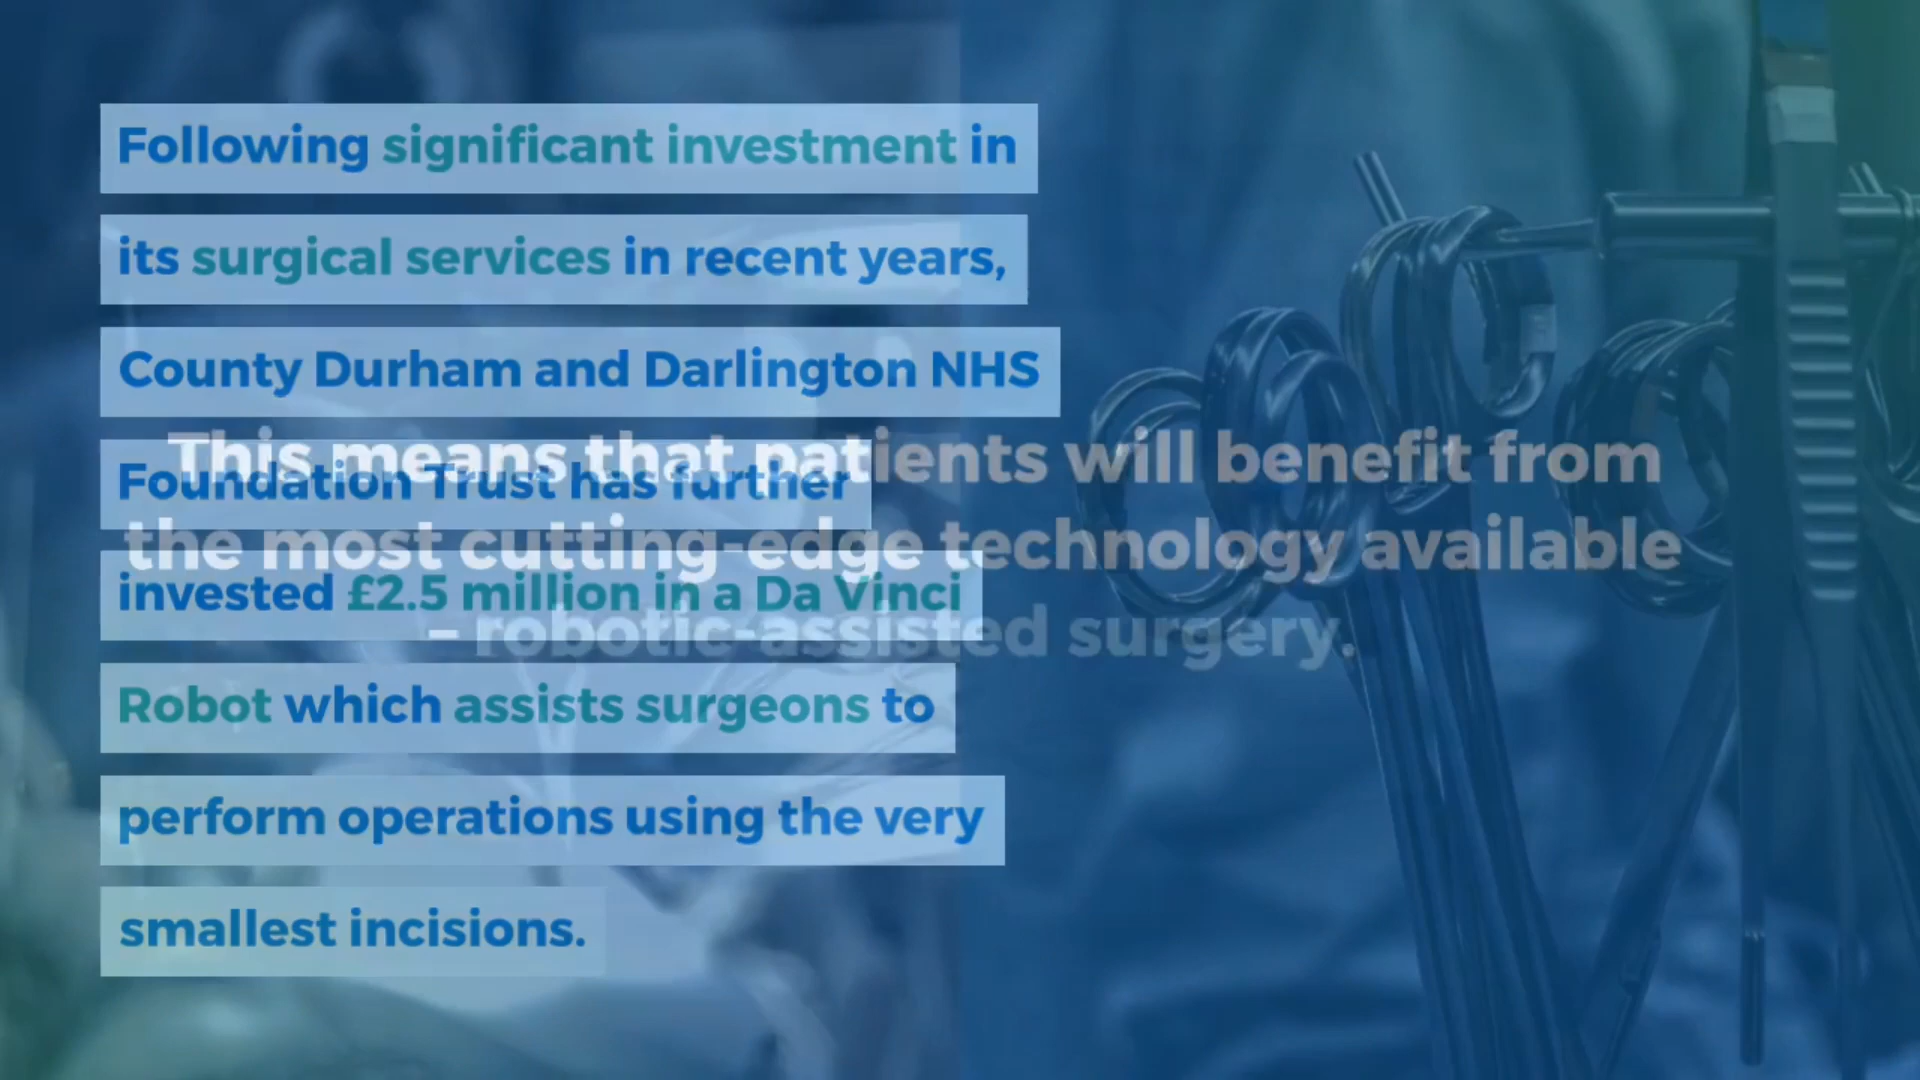 Following significant investment in
its surgical services in recent years,
County Durham and Darlington NHS
Foundation Trust has further
invested £2.5 million in a Da Vinci
Robot which assists surgeons to
perform operations using the very
smallest incisions.
This means that patients will benefit from
the most cutting-edge technology available
– robotic-assisted surgery.